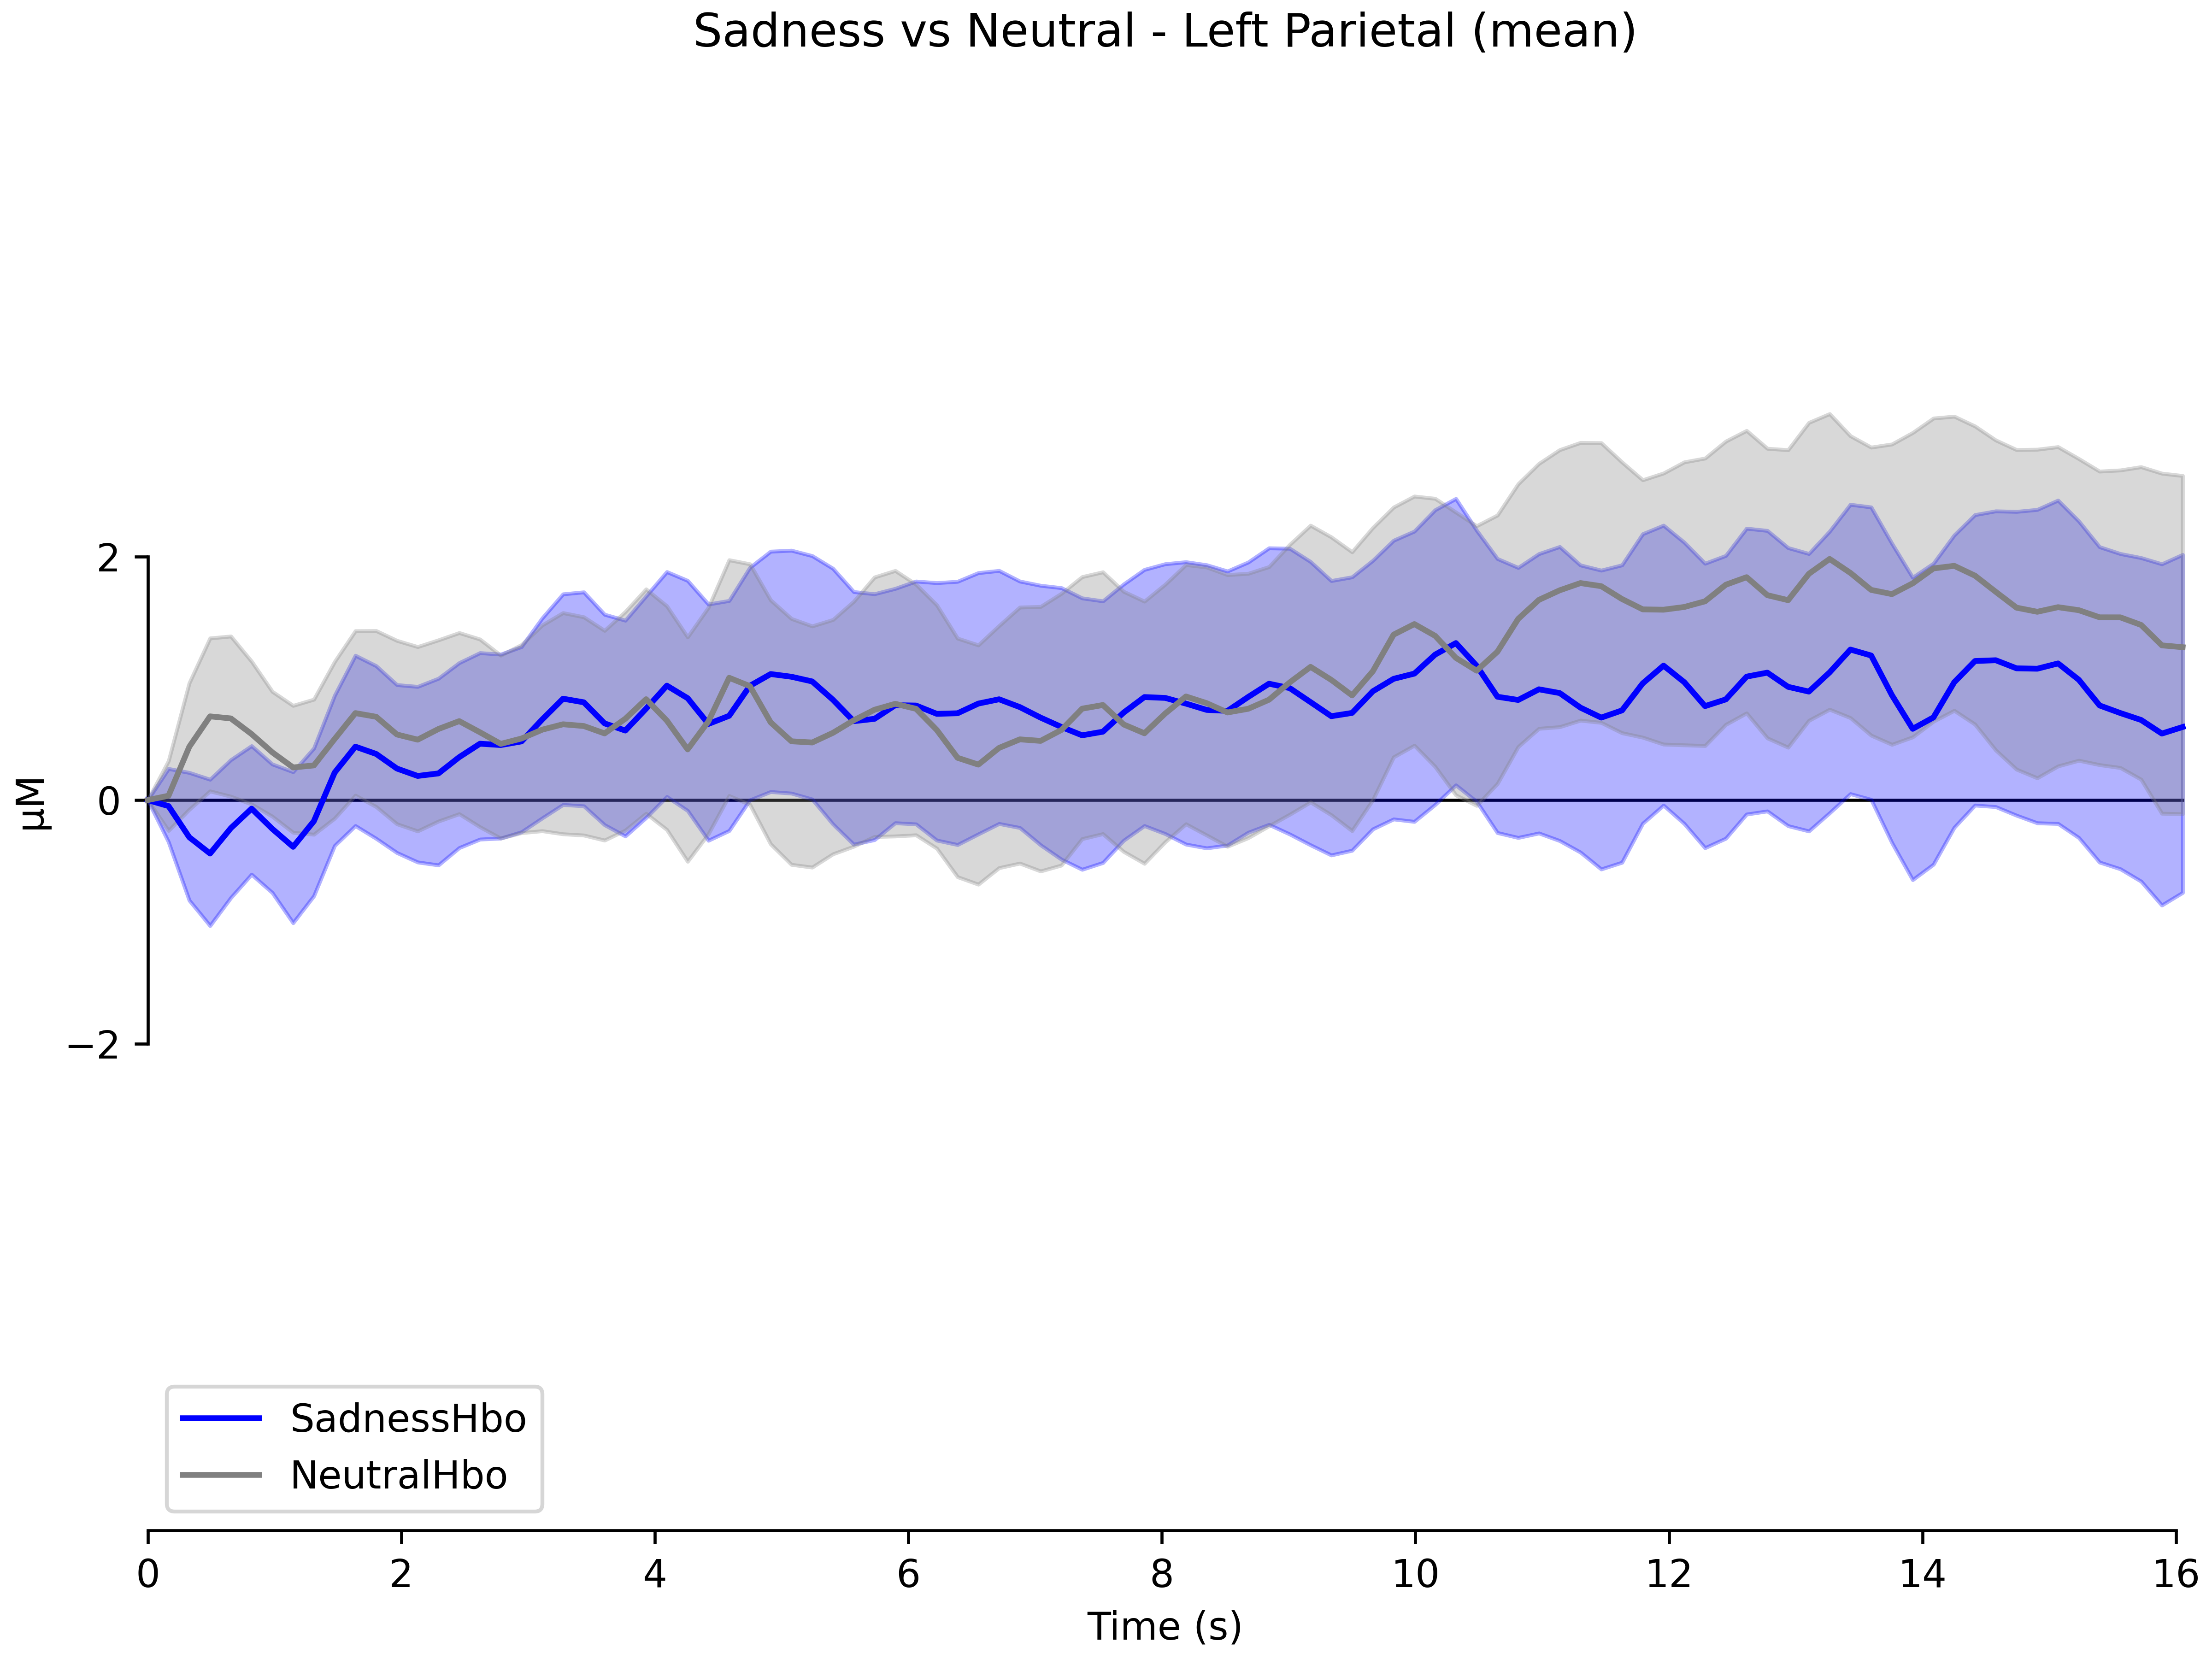 Sadness vs Neutral - Left Parietal (mean)
2
0
−2
µM
SadnessHbo
NeutralHbo
0 2 4 6 8 10 12 14 16
Time (s)